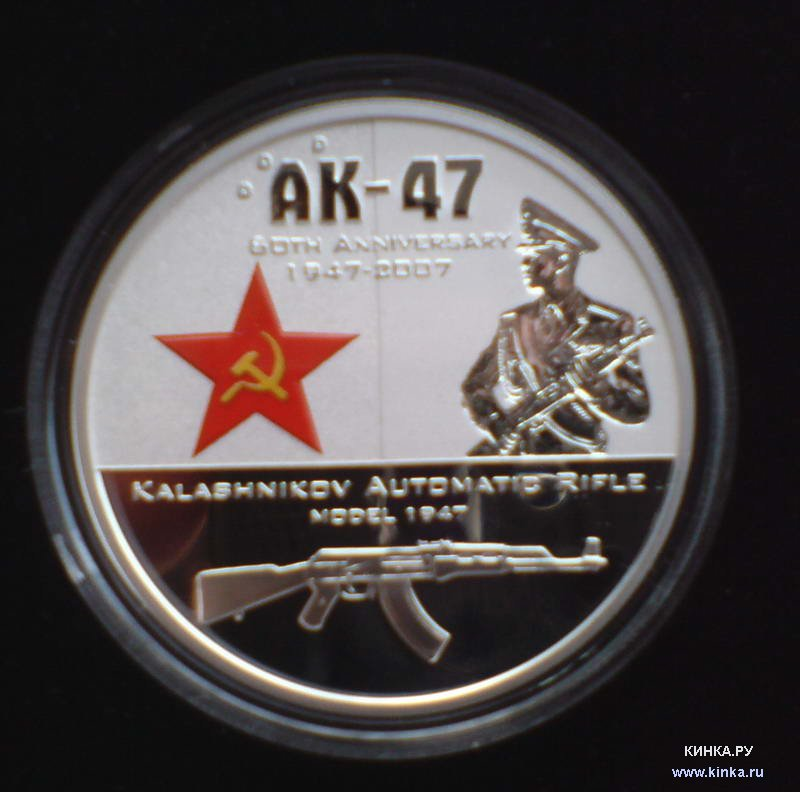 AK-47
60TH ANNIVERSARY
1947-2007
KALASHNIKOV AUTOMATIC RIFLE
MODEL 1947
КИНКА.РУ
www.kinka.ru